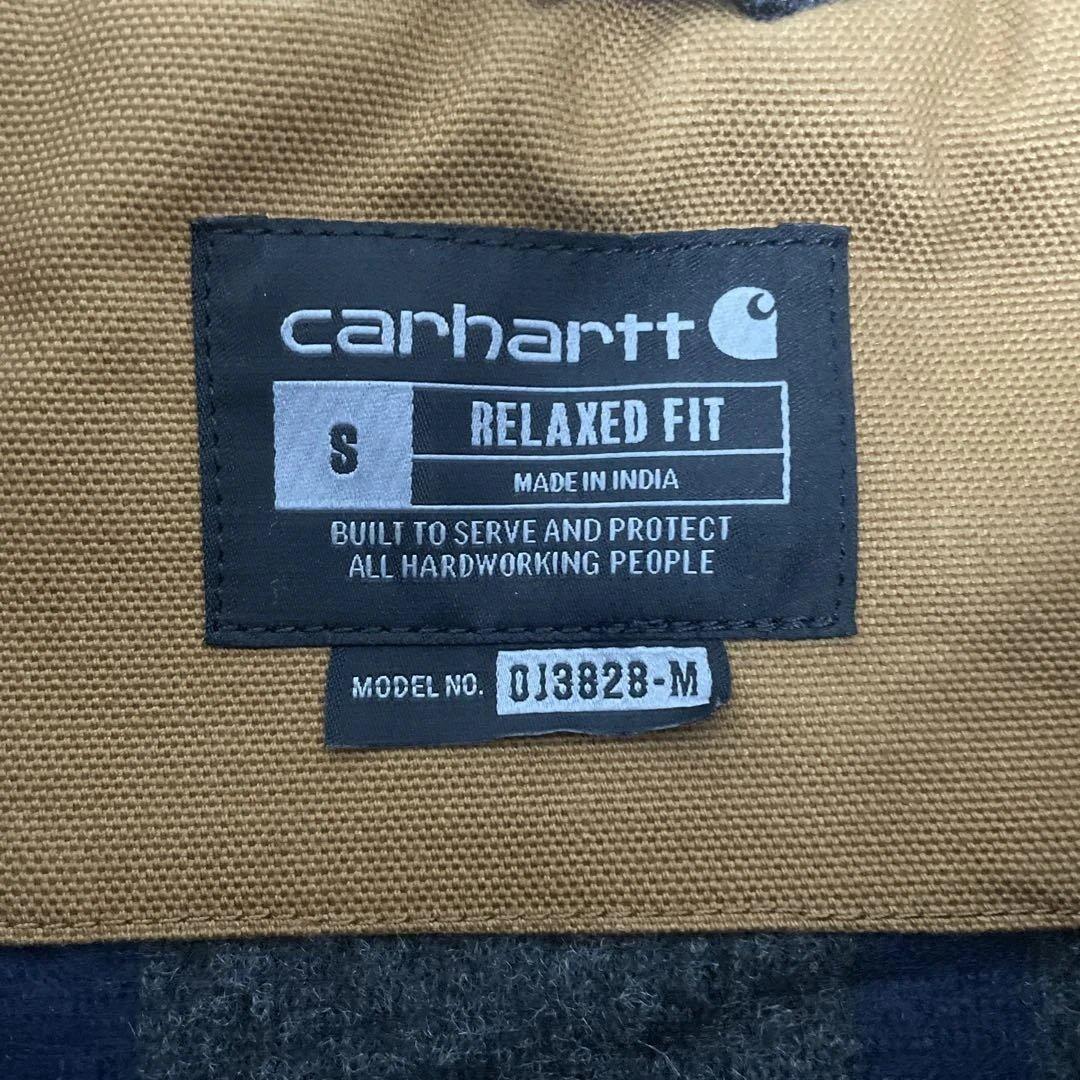 carhartt
S
RELAXED FIT
MADE IN INDIA
BUILT TO SERVE AND PROTECT
ALL HARDWORKING PEOPLE
MODEL NO. OJ3828-M